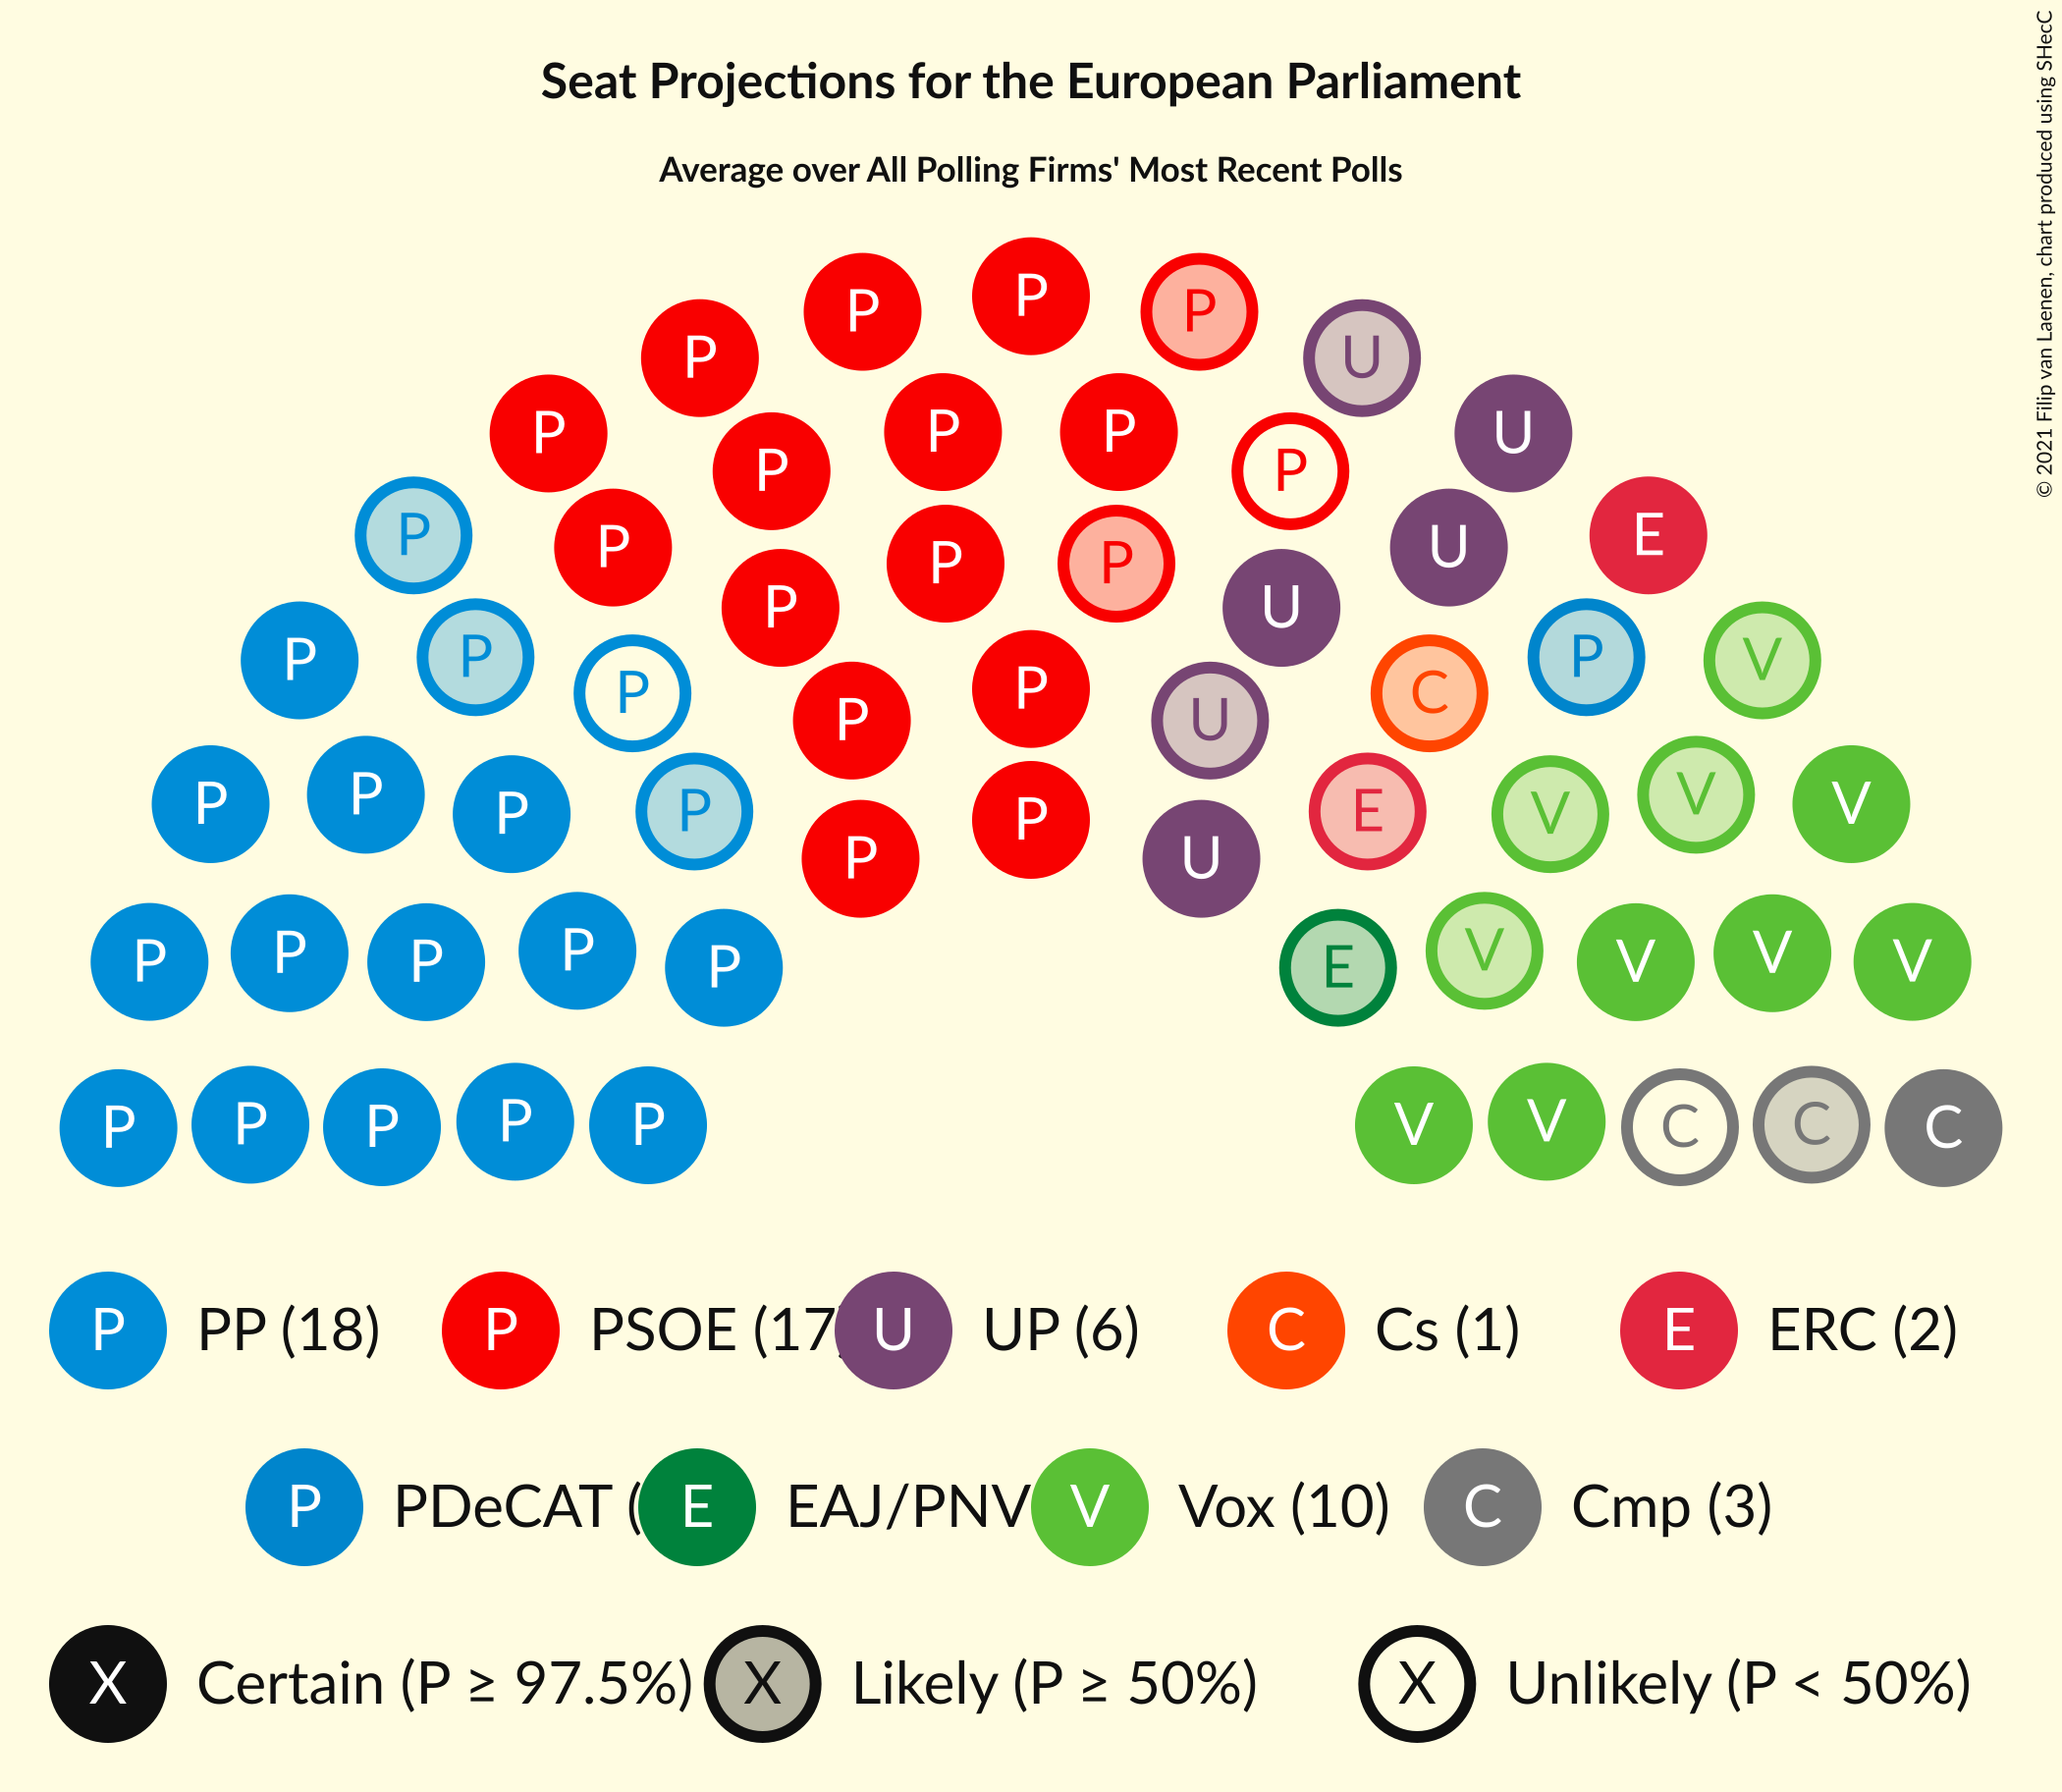 © 2021 Filip van Laenen, chart produced using SHecC
Seat Projections for the European Parliament
Average over All Polling Firms' Most Recent Polls
P
P P
P U
P P P U
P P
P E
P U
P P
P U
P P P V
P P C
P U
P P P P P E V V V
P U
P P P P P E V V V V
P P P P P V V C C C
P PP (18) P PSOE (17 U UP (6) C Cs (1) E ERC (2)
P PDeCAT ( E EAJ/PNV V Vox (10) C Cmp (3)
X Certain (P ≥ 97.5%) X Likely (P ≥ 50%) X Unlikely (P < 50%)